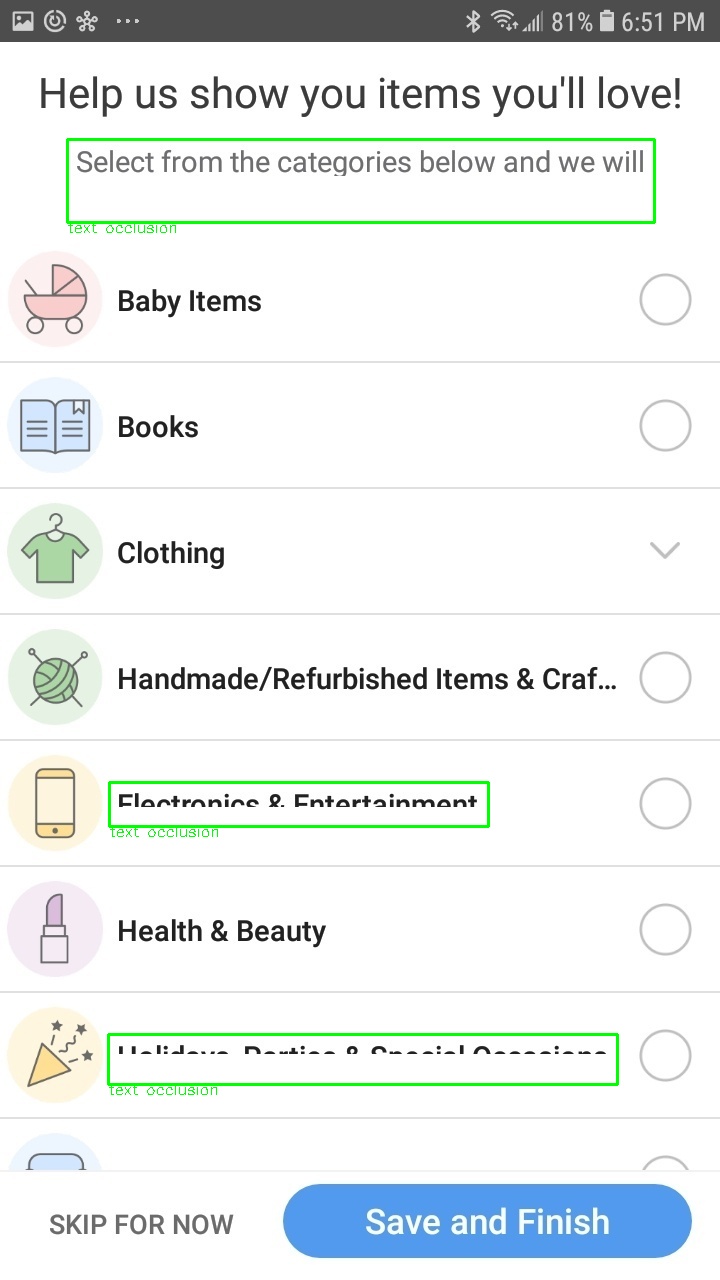 81% 6:51 PM
Help us show you items you'll love!
Select from the categories below and we will
text occlusion
Baby Items
Books
Clothing
Handmade/Refurbished Items & Craf...
Electronics & Entertainment
text occlusion
Health & Beauty
Holidays, Parties & Special Occasions
text occlusion
SKIP FOR NOW
Save and Finish